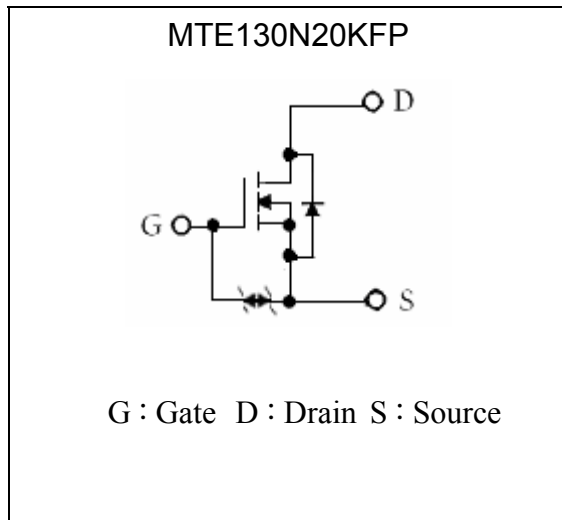 MTE130N20KFP
D
G
S
G：Gate D：Drain S：Source